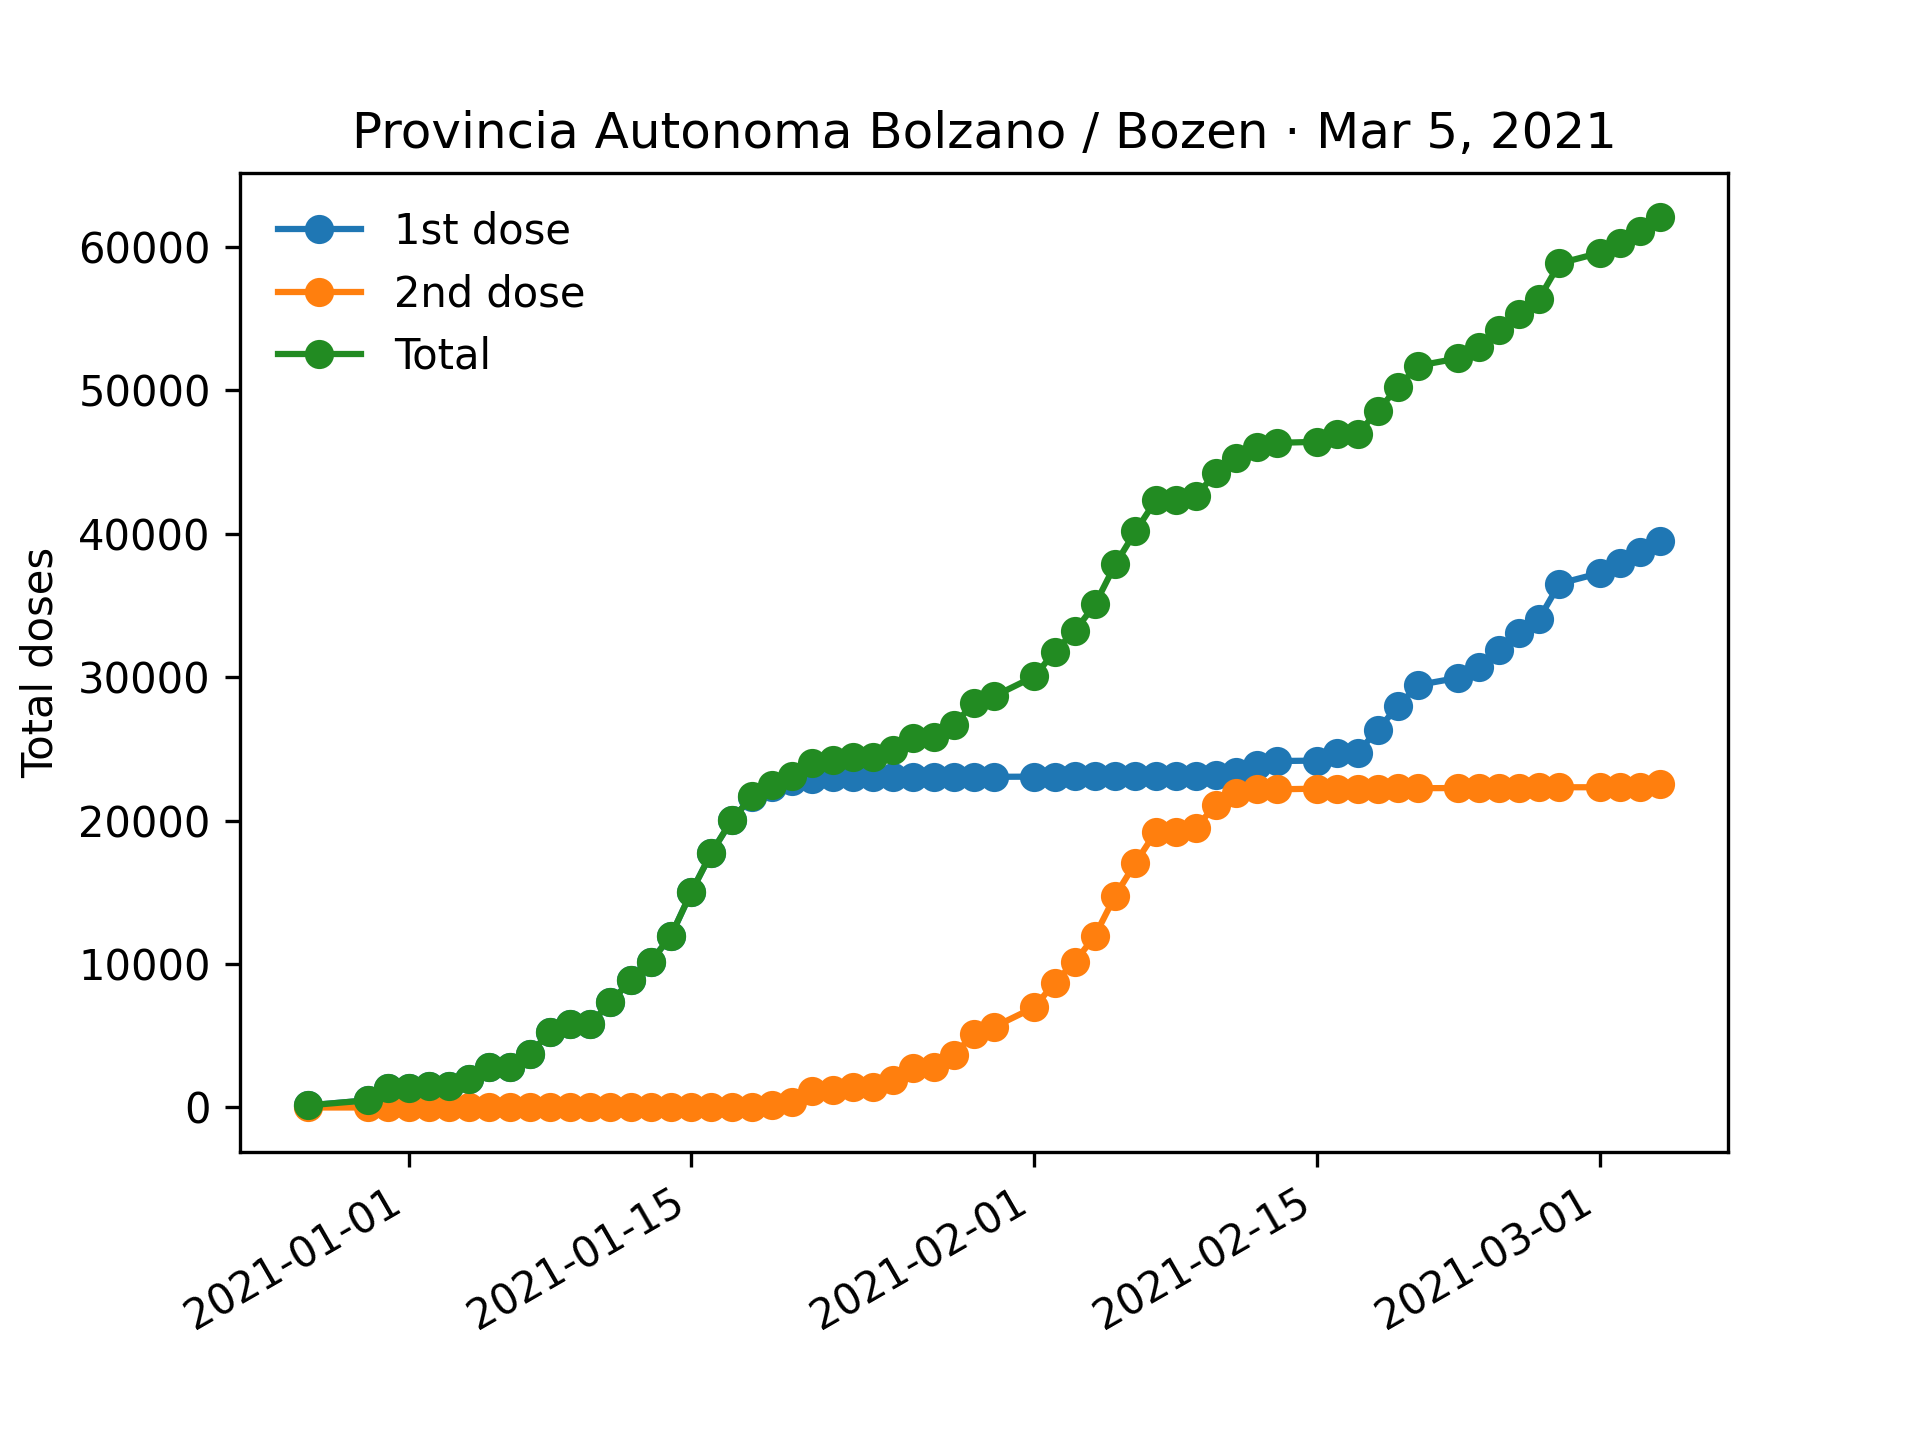 Provincia Autonoma Bolzano / Bozen · Mar 5, 2021
1st dose
2nd dose
Total
Total doses
60000
50000
40000
30000
20000
10000
0
2021-01-01
2021-01-15
2021-02-01
2021-02-15
2021-03-01